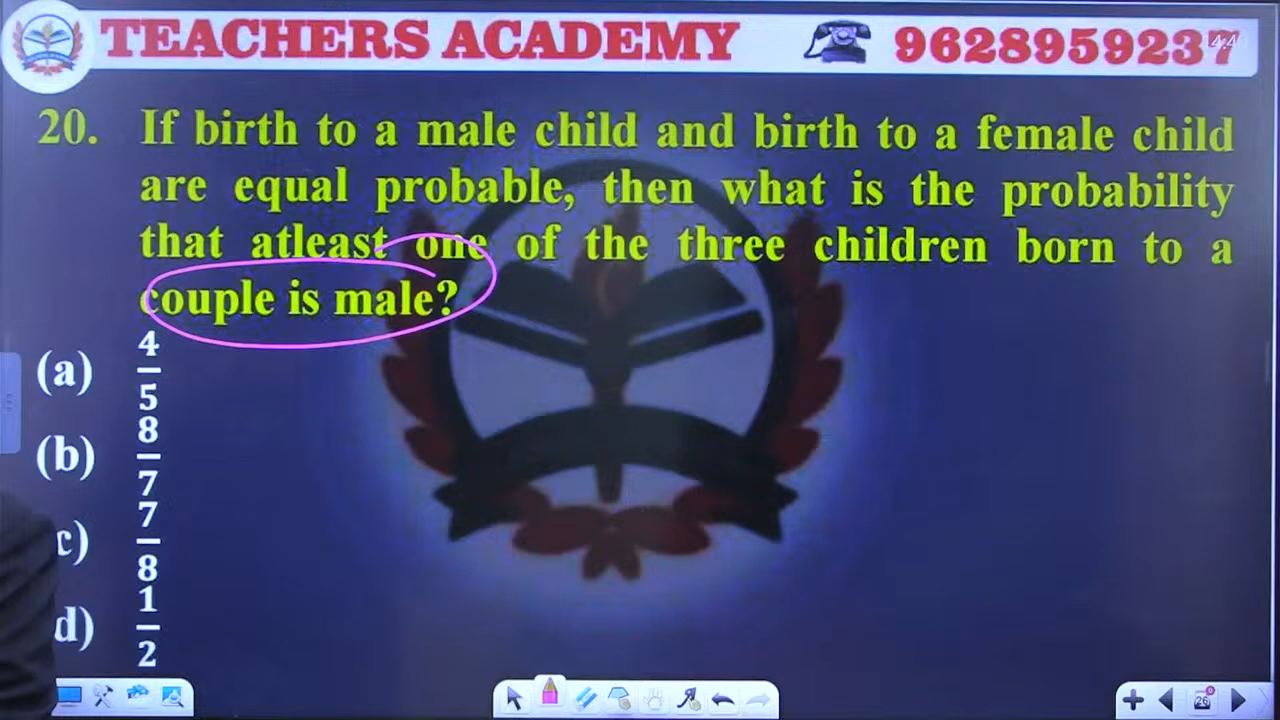 TEACHERS ACADEMY 9628959237
20. If birth to a male child and birth to a female child
are equal probable, then what is the probability
that atleast one of the three children born to a
couple is male?
(a) 4/5
(b) 8/7
c) 7/8
d) 1/2